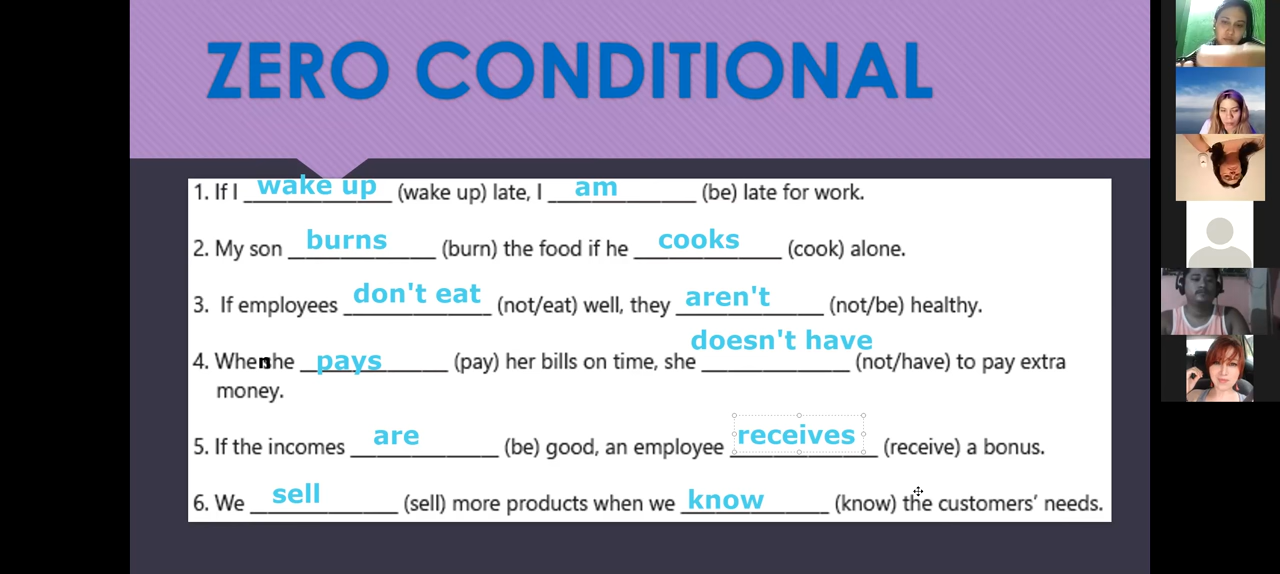 ZERO CONDITIONAL
1. If I wake up (wake up) late, I am (be) late for work.
2. My son burns (burn) the food if he cooks (cook) alone.
3. If employees don't eat (not/eat) well, they aren't (not/be) healthy.
4. When she pays (pay) her bills on time, she doesn't have (not/have) to pay extra
money.
5. If the incomes are (be) good, an employee receives (receive) a bonus.
6. We sell (sell) more products when we know (know) the customers’ needs.